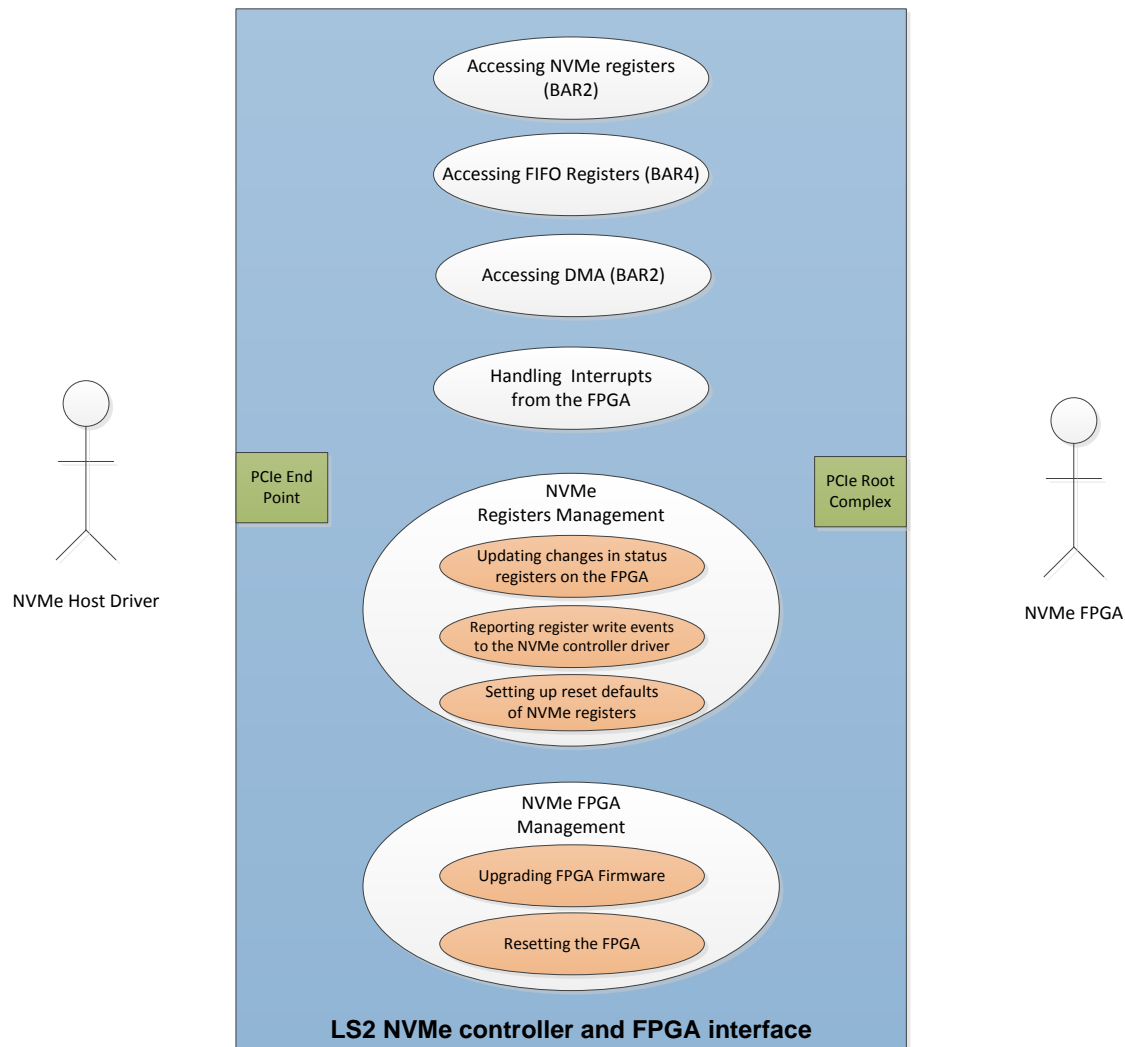 Accessing NVMe registers
(BAR2)
Accessing FIFO Registers (BAR4)
Accessing DMA (BAR2)
Handling Interrupts
from the FPGA
PCIe End
Point
PCIe Root
Complex
NVMe
Registers Management
Updating changes in status
registers on the FPGA
Reporting register write events
to the NVMe controller driver
Setting up reset defaults
of NVMe registers
NVMe Host Driver
NVMe FPGA
NVMe FPGA
Management
Upgrading FPGA Firmware
Resetting the FPGA
LS2 NVMe controller and FPGA interface